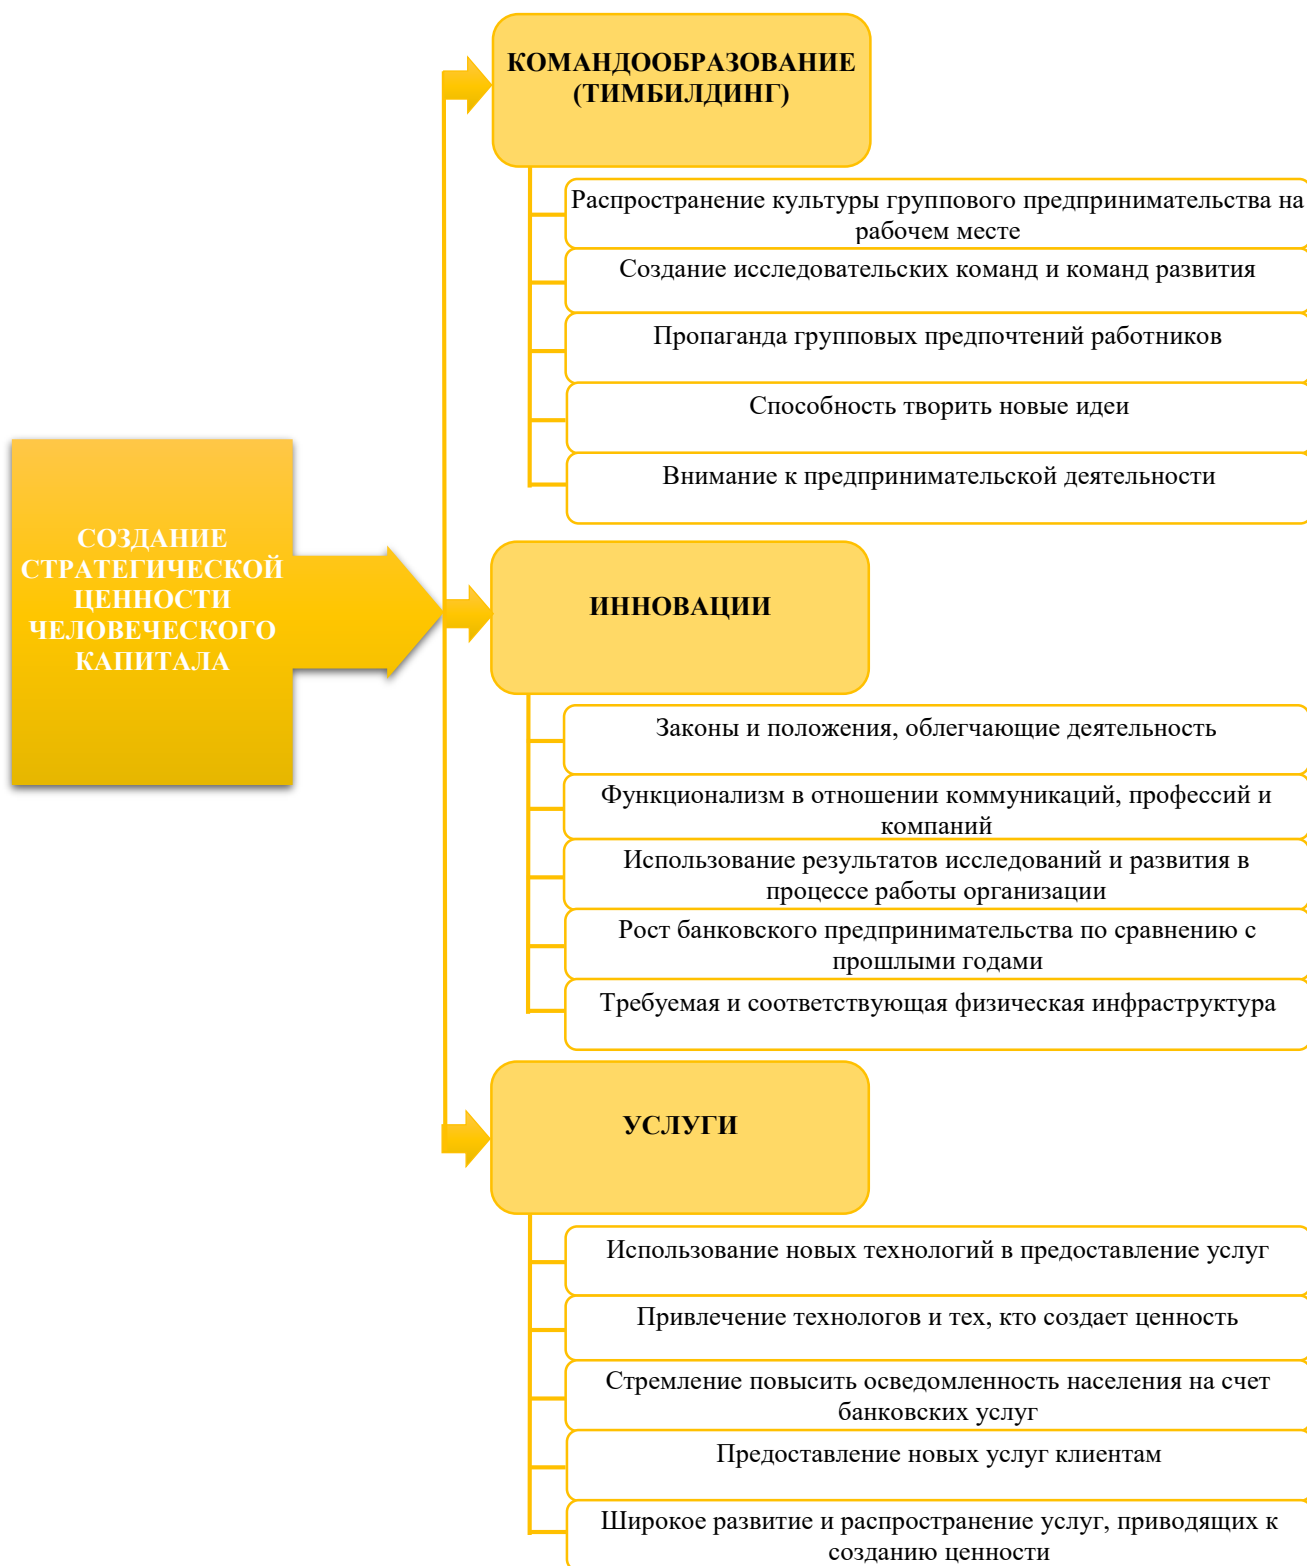 КОМАНДООБРАЗОВАНИЕ
(ТИМБИЛДИНГ)
Распространение культуры группового предпринимательства на
рабочем месте
Создание исследовательских команд и команд развития
Пропаганда групповых предпочтений работников
Способность творить новые идеи
Внимание к предпринимательской деятельности
СОЗДАНИЕ
СТРАТЕГИЧЕСКОЙ
ЦЕННОСТИ
ЧЕЛОВЕЧЕСКОГО
КАПИТАЛА
ИННОВАЦИИ
Законы и положения, облегчающие деятельность
Функционализм в отношении коммуникаций, профессий и
компаний
Использование результатов исследований и развития в
процессе работы организации
Рост банковского предпринимательства по сравнению с
прошлыми годами
Требуемая и соответствующая физическая инфраструктура
УСЛУГИ
Использование новых технологий в предоставление услуг
Привлечение технологов и тех, кто создает ценность
Стремление повысить осведомленность населения на счет
банковских услуг
Предоставление новых услуг клиентам
Широкое развитие и распространение услуг, приводящих к
созданию ценности